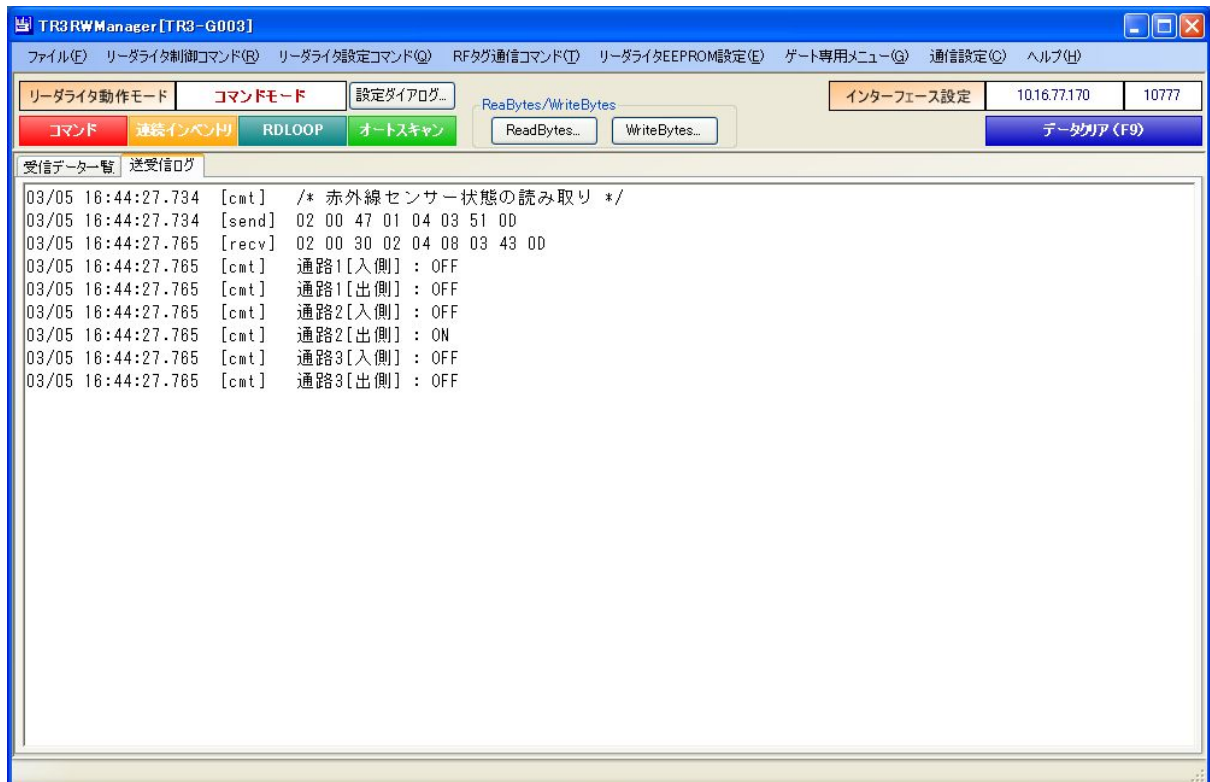 TR3RWManager[TR3-G003]
ファイル(F) リーダライタ制御コマンド(R) リーダライタ設定コマンド(Q) RFタグ通信コマンド(T) リーダライタEEPROM設定(E) ゲート専用メニュー(G) 通信設定(C) ヘルプ(H)
リーダライタ動作モード コマンドモード 設定ダイアログ... ReaBytes/WriteBytes インターフェース設定 10.16.77.170 10777
コマンド 連続インベントリ RDLOOP オートスキャン ReadBytes... WriteBytes... データクリア(F9)
受信データ一覧 送受信ログ
03/05 16:44:27.734 [cmt] /* 赤外線センサー状態の読み取り */
03/05 16:44:27.734 [send] 02 00 47 01 04 03 51 0D
03/05 16:44:27.765 [recv] 02 00 30 02 04 08 03 43 0D
03/05 16:44:27.765 [cmt] 通路1[入側] : OFF
03/05 16:44:27.765 [cmt] 通路1[出側] : OFF
03/05 16:44:27.765 [cmt] 通路2[入側] : OFF
03/05 16:44:27.765 [cmt] 通路2[出側] : ON
03/05 16:44:27.765 [cmt] 通路3[入側] : OFF
03/05 16:44:27.765 [cmt] 通路3[出側] : OFF